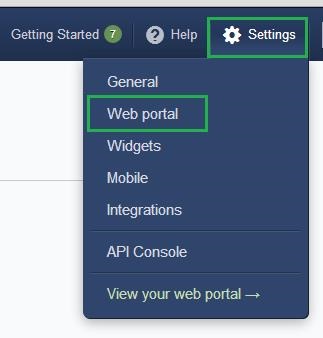 Getting Started 7 Help Settings
General
Web portal
Widgets
Mobile
Integrations
API Console
View your web portal →